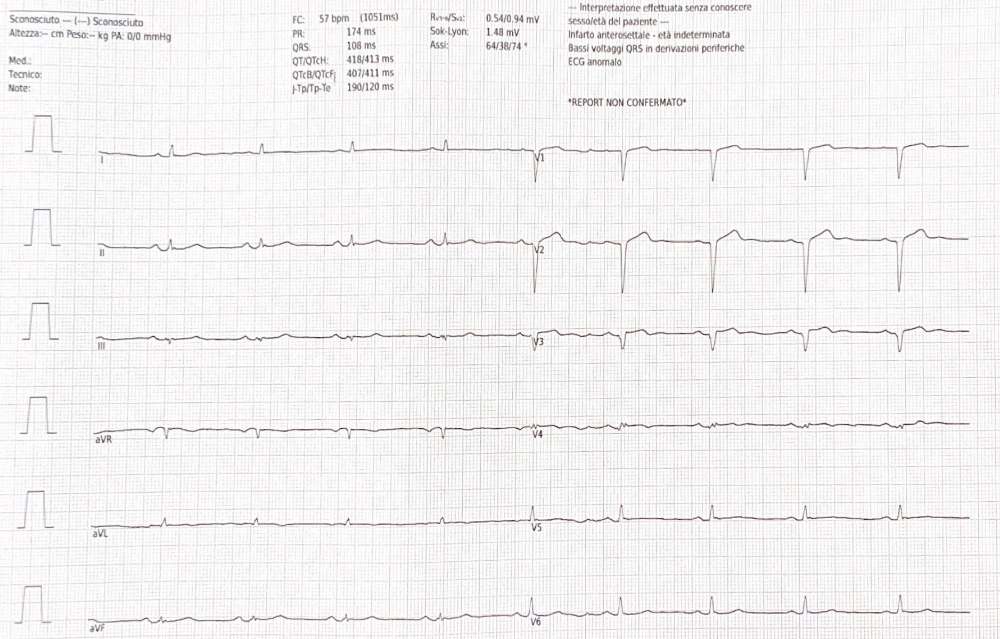 Sconosciuto — (---) Sconosciuto
Altezza:-- cm Peso:-- kg PA: 0/0 mmHg
Med.:
Tecnico:
Note:
FC: 57 bpm (1051ms)
PR: 174 ms
QRS: 108 ms
QT/QTcH: 418/413 ms
QTcB/QTcF: 407/411 ms
J-Tp/Tp-Te 190/120 ms
Rv5-6/Sv1: 0.54/0.94 mV
Sok-Lyon: 1.48 mV
Assi: 64/38/74 °
--- Interpretazione effettuata senza conoscere
sesso/età del paziente ---
Infarto anterosettale - età indeterminata
Bassi voltaggi QRS in derivazioni periferiche
ECG anomalo
*REPORT NON CONFERMATO*
I
V1
II
V2
III
V3
aVR
V4
aVL
V5
aVF
V6